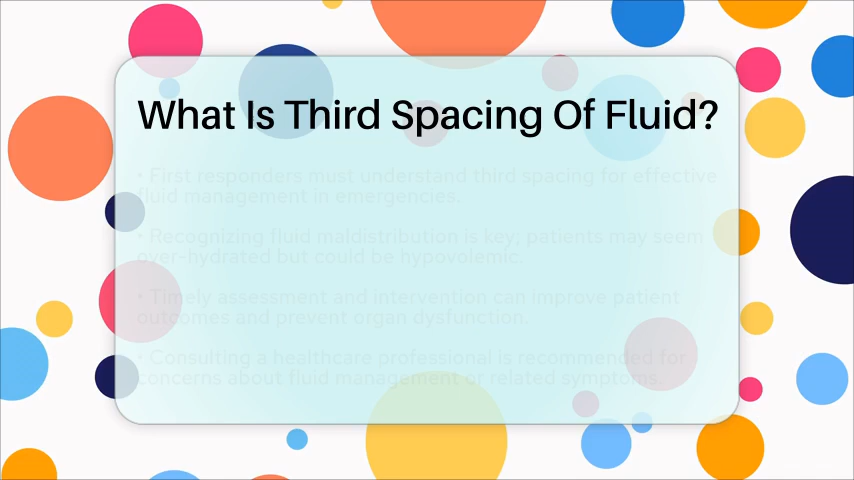 What Is Third Spacing Of Fluid?
• First responders must understand third spacing for effective
fluid management in emergencies.
• Recognizing fluid maldistribution is key; patients may seem
over-hydrated but could be hypovolemic.
• Timely assessment and intervention can improve patient
outcomes and prevent organ dysfunction.
• Consulting a healthcare professional is recommended for
concerns about fluid management or related symptoms.